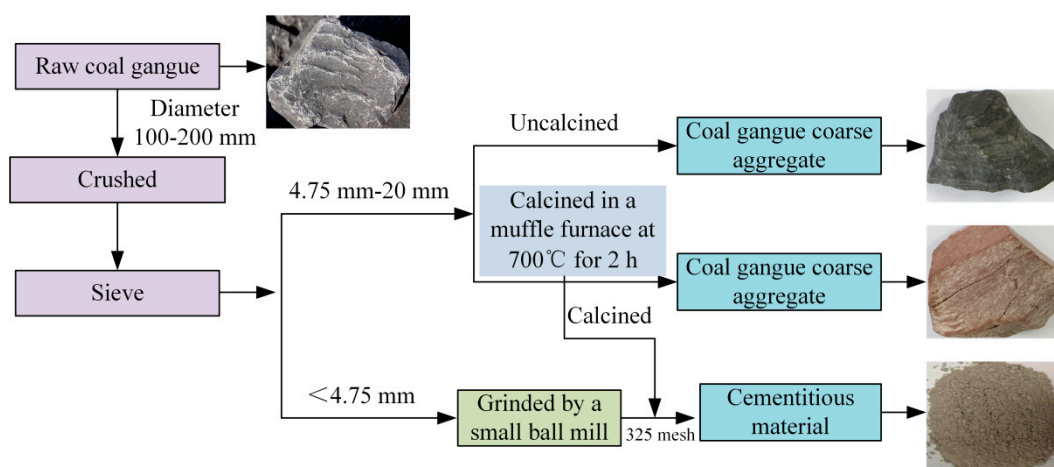 Raw coal gangue
Diameter
100-200 mm
Crushed
Sieve
4.75 mm-20 mm
<4.75 mm
Uncalcined
Calcined in a
muffle furnace at
700℃ for 2 h
Calcined
Grinded by a
small ball mill
325 mesh
Coal gangue coarse
aggregate
Coal gangue coarse
aggregate
Cementitious
material